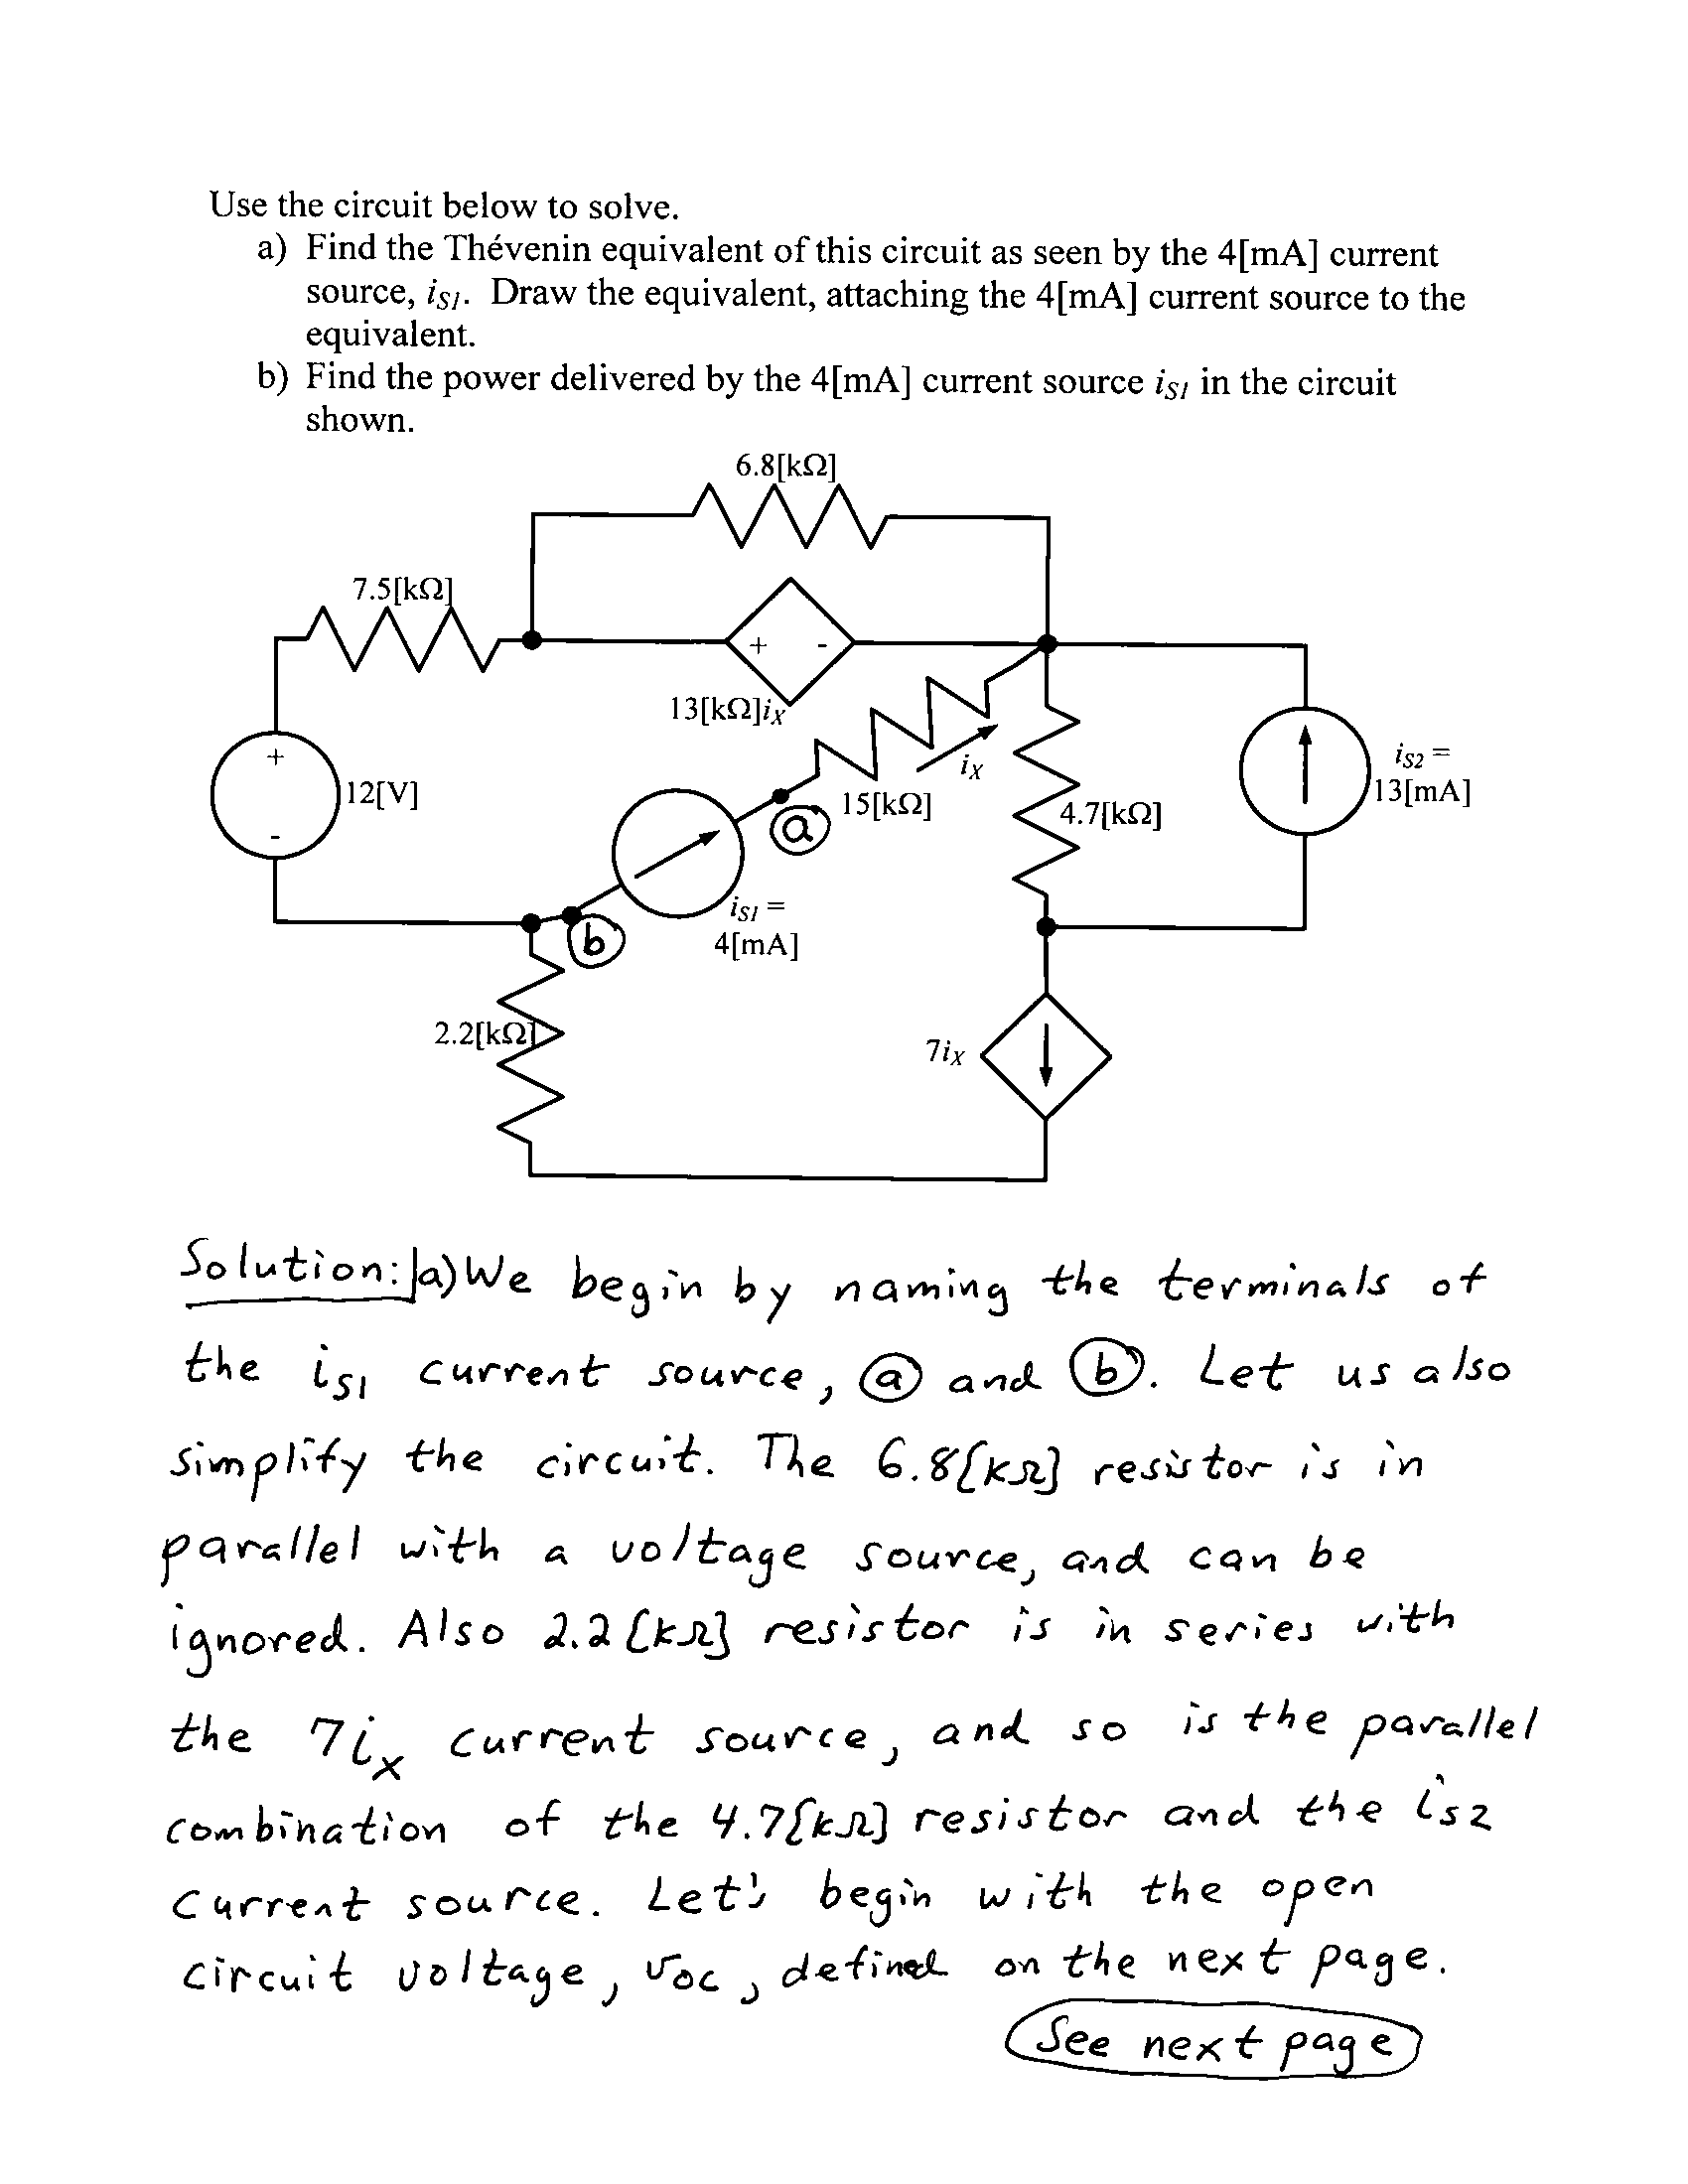 Use the circuit below to solve.
a) Find the Thévenin equivalent of this circuit as seen by the 4[mA] current
source, iS1. Draw the equivalent, attaching the 4[mA] current source to the
equivalent.
b) Find the power delivered by the 4[mA] current source iS1 in the circuit
shown.
6.8[kΩ]
7.5[kΩ]
+ -
13[kΩ]iX
+
12[V]
-
iX
15[kΩ]
a
4.7[kΩ]
iS2 =
13[mA]
iS1 =
4[mA]
b
2.2[kΩ]
7iX
Solution: a) We begin by naming the terminals of
the iS1 current source, a and b. Let us also
simplify the circuit. The 6.8[kΩ] resistor is in
parallel with a voltage source, and can be
ignored. Also 2.2[kΩ] resistor is in series with
the 7iX current source, and so is the parallel
combination of the 4.7[kΩ] resistor and the iS2
current source. Let's begin with the open
circuit voltage, vOC, defined on the next page.
See next page